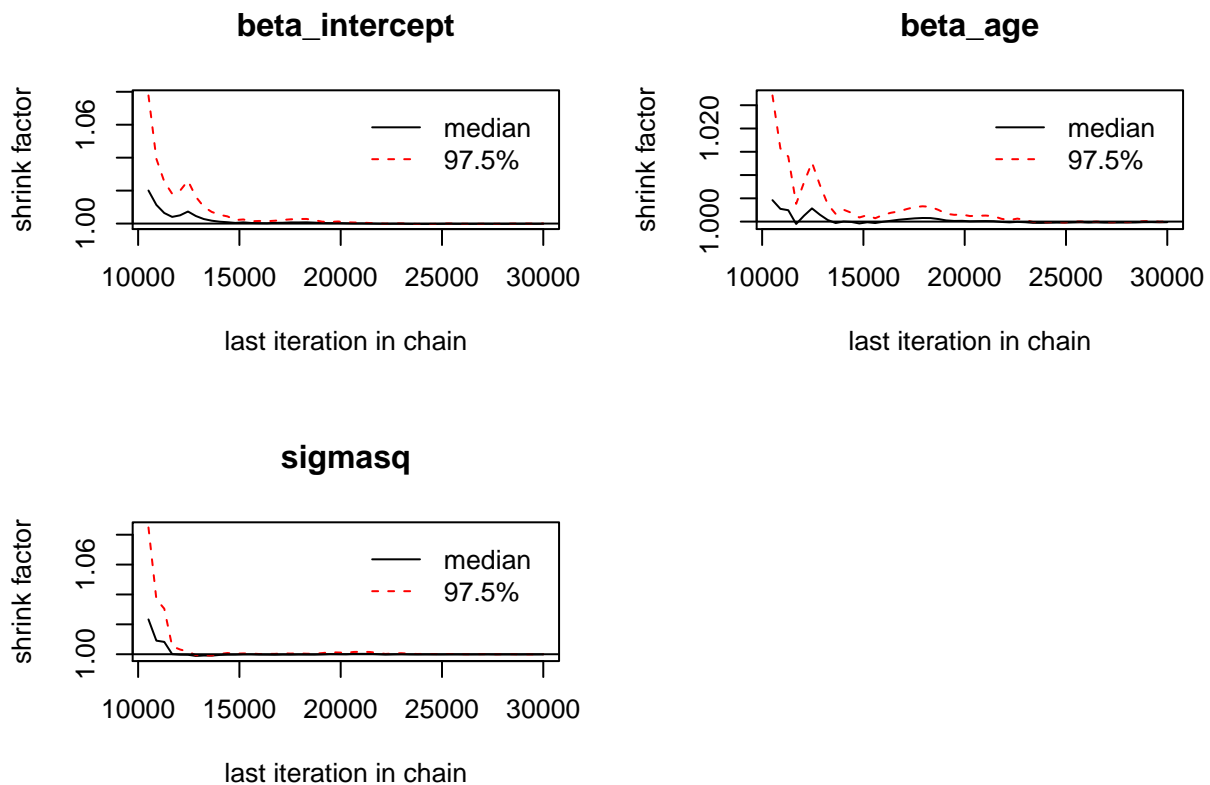 beta_intercept
shrink factor
1.00 1.06
median
97.5%
10000 15000 20000 25000 30000
last iteration in chain
beta_age
shrink factor
1.000 1.020
median
97.5%
10000 15000 20000 25000 30000
last iteration in chain
sigmasq
shrink factor
1.00 1.06
median
97.5%
10000 15000 20000 25000 30000
last iteration in chain